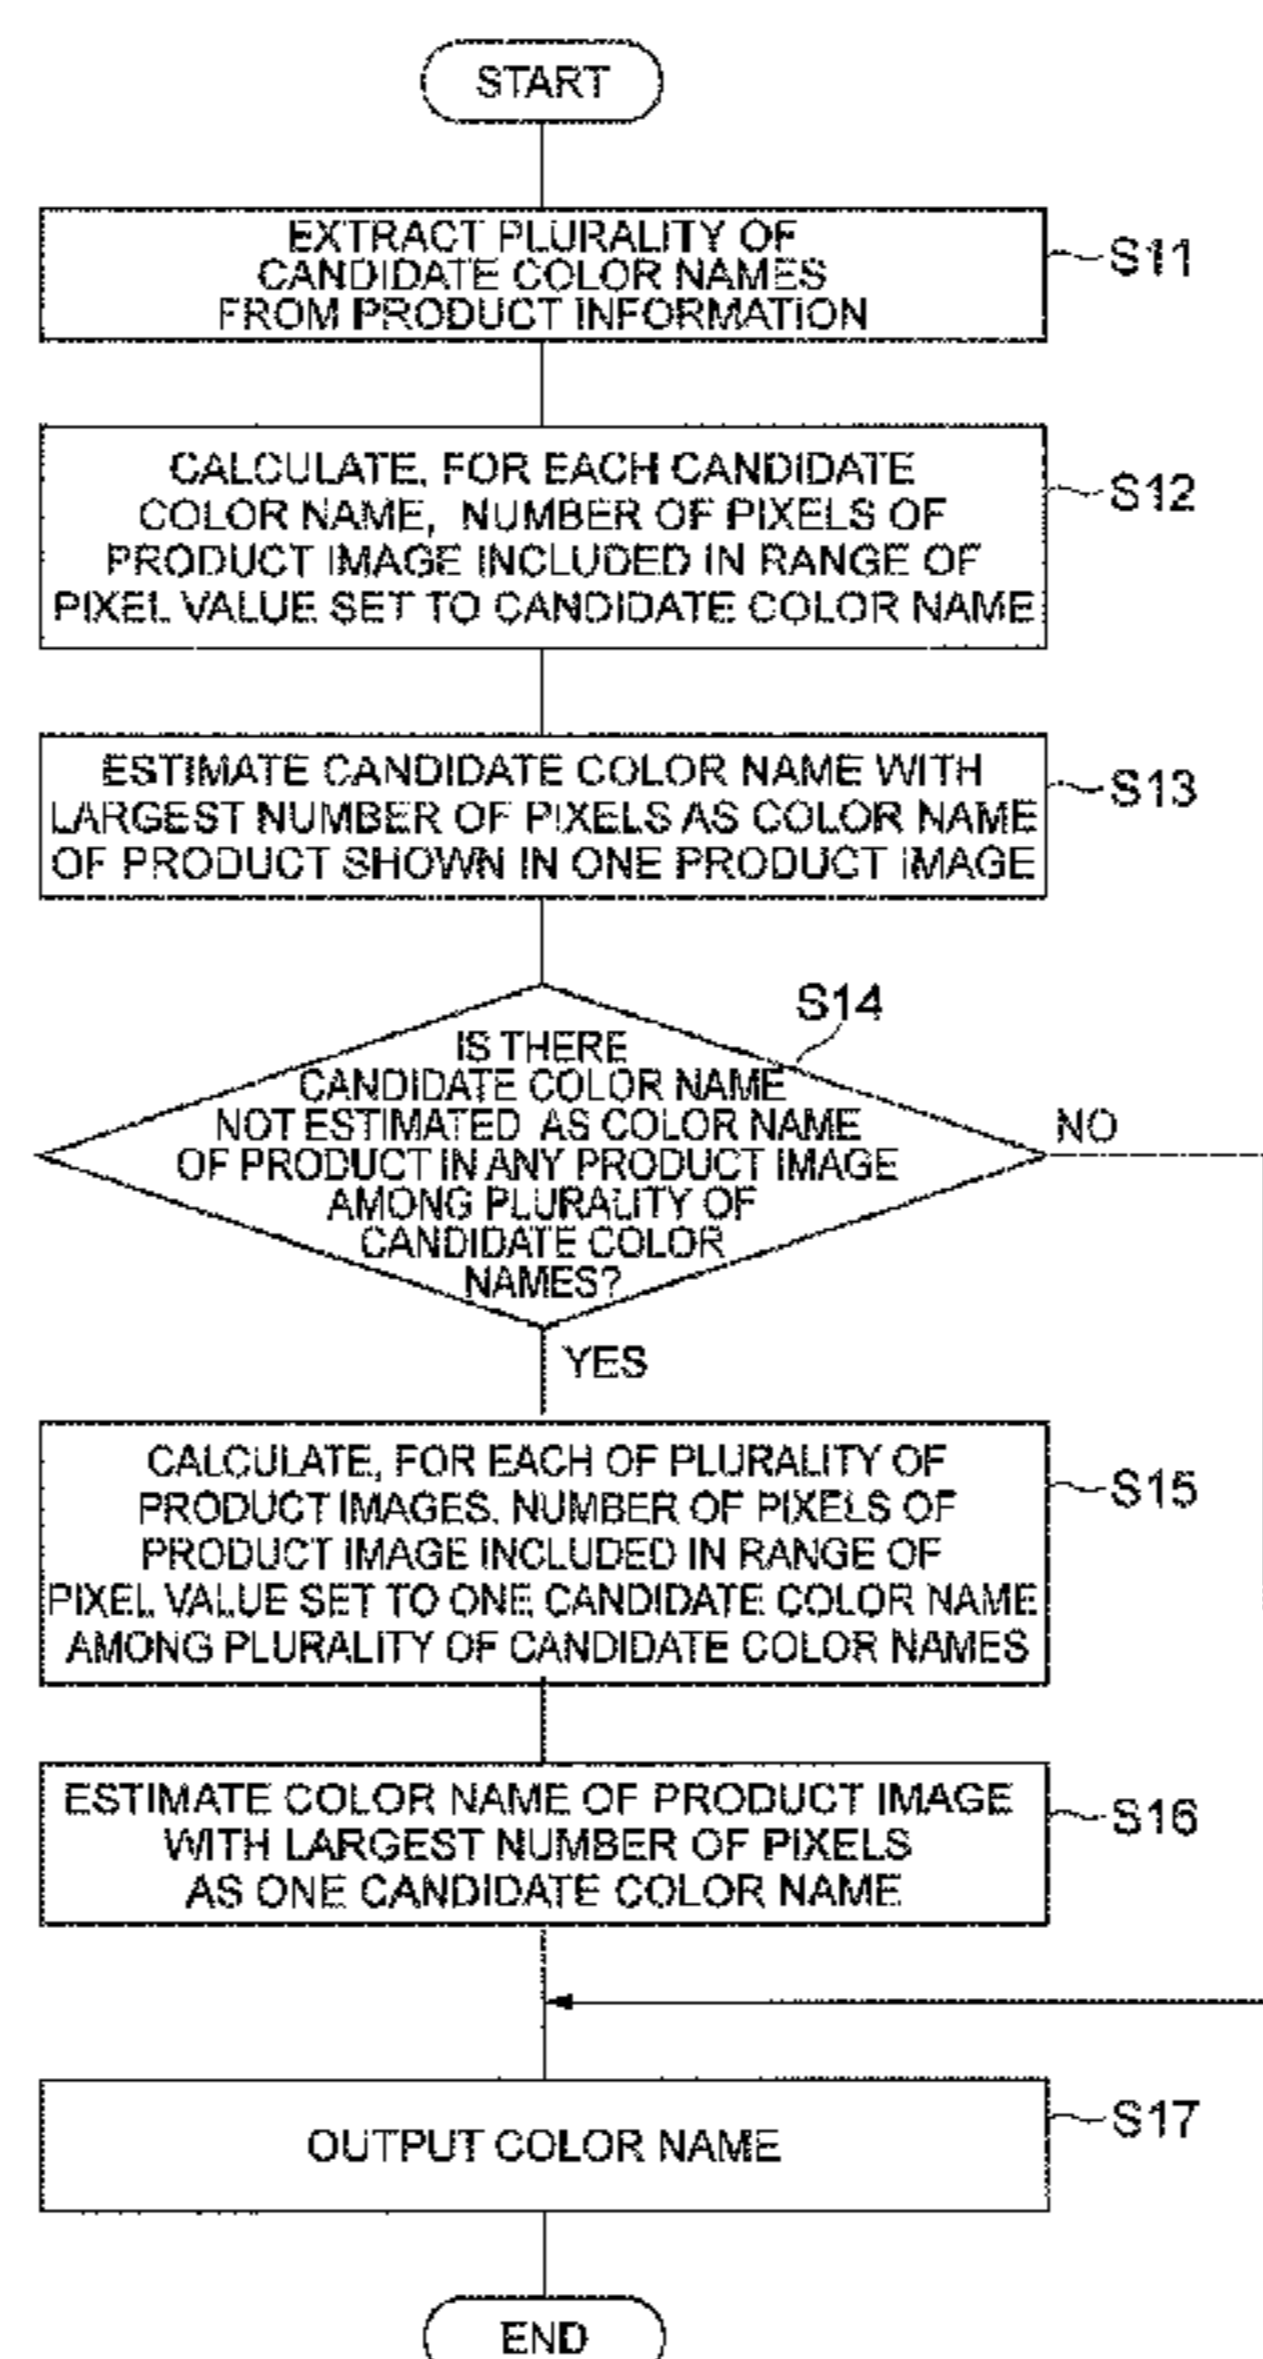 START
EXTRACT PLURALITY OF
CANDIDATE COLOR NAMES
FROM PRODUCT INFORMATION
S11
CALCULATE, FOR EACH CANDIDATE
COLOR NAME, NUMBER OF PIXELS OF
PRODUCT IMAGE INCLUDED IN RANGE OF
PIXEL VALUE SET TO CANDIDATE COLOR NAME
S12
ESTIMATE CANDIDATE COLOR NAME WITH
LARGEST NUMBER OF PIXELS AS COLOR NAME
OF PRODUCT SHOWN IN ONE PRODUCT IMAGE
S13
S14
IS THERE
CANDIDATE COLOR NAME
NOT ESTIMATED AS COLOR NAME
OF PRODUCT IN ANY PRODUCT IMAGE
AMONG PLURALITY OF
CANDIDATE COLOR
NAMES?
NO
YES
CALCULATE, FOR EACH OF PLURALITY OF
PRODUCT IMAGES, NUMBER OF PIXELS OF
PRODUCT IMAGE INCLUDED IN RANGE OF
PIXEL VALUE SET TO ONE CANDIDATE COLOR NAME
AMONG PLURALITY OF CANDIDATE COLOR NAMES
S15
ESTIMATE COLOR NAME OF PRODUCT IMAGE
WITH LARGEST NUMBER OF PIXELS
AS ONE CANDIDATE COLOR NAME
S16
OUTPUT COLOR NAME
S17
END